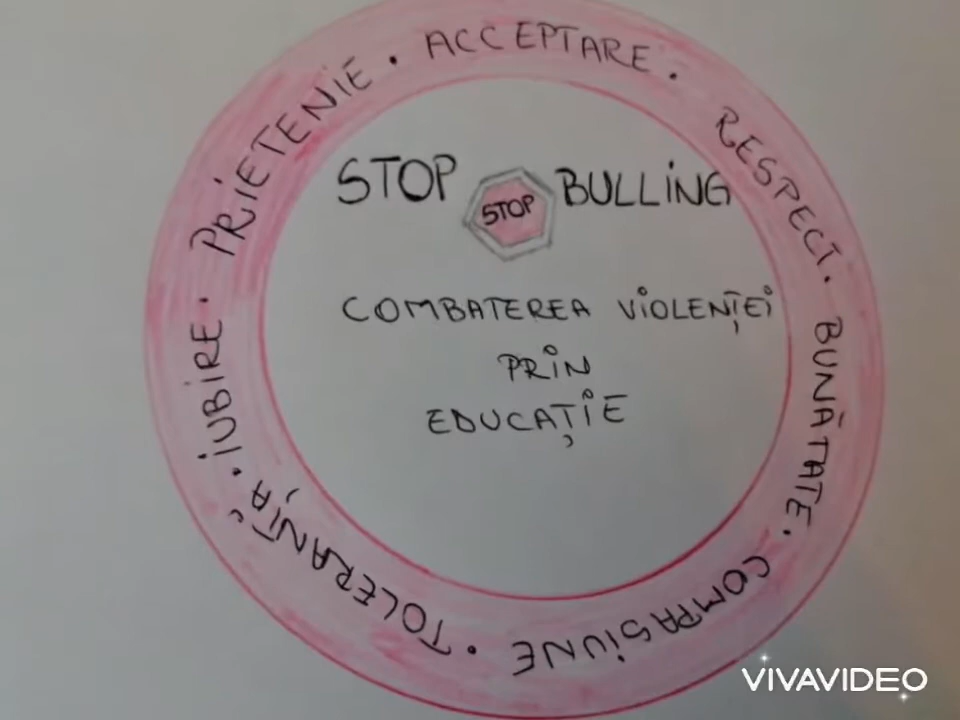 ACCEPTARE. RESPECT. BUNĂTATE. COMPASIUNE. TOLERANȚĂ. IUBIRE. PRIETENIE.
STOP STOP BULLING
COMBATEREA VIOLENȚEI
PRIN
EDUCAȚIE
VIVAVIDEO